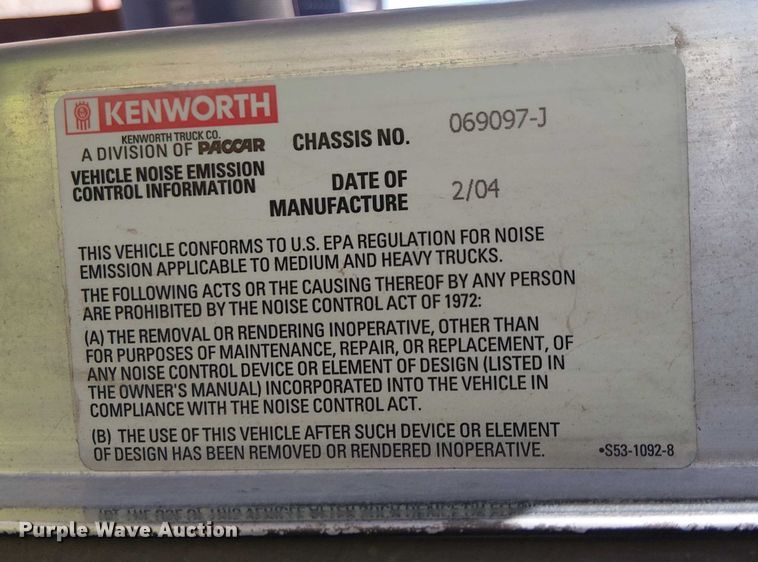 KENWORTH
KENWORTH TRUCK CO.
A DIVISION OF PACCAR
VEHICLE NOISE EMISSION
CONTROL INFORMATION
CHASSIS NO. 069097-J
DATE OF
MANUFACTURE 2/04
THIS VEHICLE CONFORMS TO U.S. EPA REGULATION FOR NOISE
EMISSION APPLICABLE TO MEDIUM AND HEAVY TRUCKS.
THE FOLLOWING ACTS OR THE CAUSING THEREOF BY ANY PERSON
ARE PROHIBITED BY THE NOISE CONTROL ACT OF 1972:
(A) THE REMOVAL OR RENDERING INOPERATIVE, OTHER THAN
FOR PURPOSES OF MAINTENANCE, REPAIR, OR REPLACEMENT, OF
ANY NOISE CONTROL DEVICE OR ELEMENT OF DESIGN (LISTED IN
THE OWNER'S MANUAL) INCORPORATED INTO THE VEHICLE IN
COMPLIANCE WITH THE NOISE CONTROL ACT.
(B) THE USE OF THIS VEHICLE AFTER SUCH DEVICE OR ELEMENT
OF DESIGN HAS BEEN REMOVED OR RENDERED INOPERATIVE.
•S53-1092-8
Purple Wave Auction